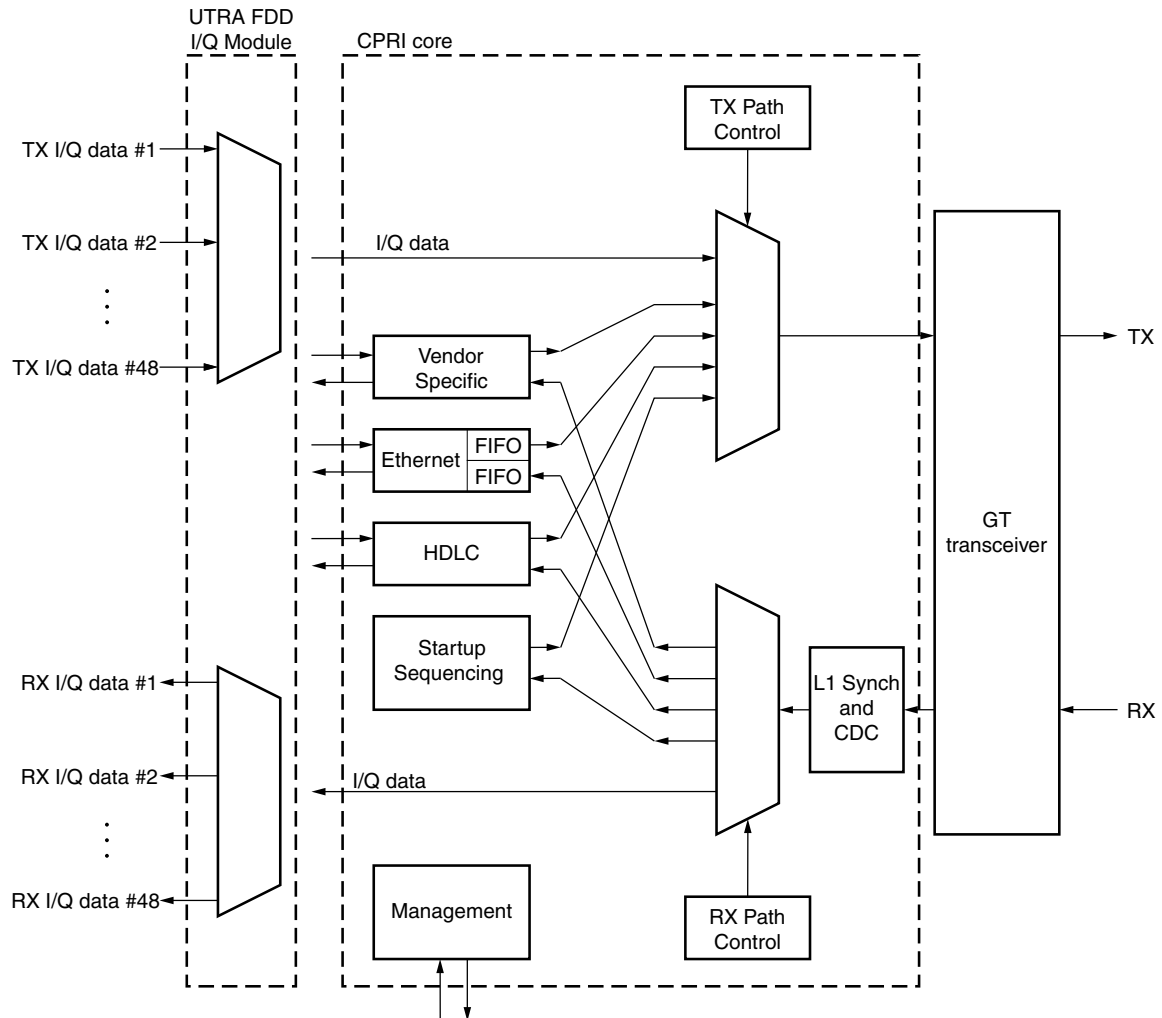 UTRA FDD
I/Q Module
CPRI core
TX Path
Control
TX I/Q data #1
TX I/Q data #2
TX I/Q data #48
I/Q data
Vendor
Specific
TX
Ethernet
FIFO
FIFO
HDLC
GT
transceiver
Startup
Sequencing
RX I/Q data #1
L1 Synch
and
CDC
RX
RX I/Q data #2
I/Q data
RX I/Q data #48
Management
RX Path
Control